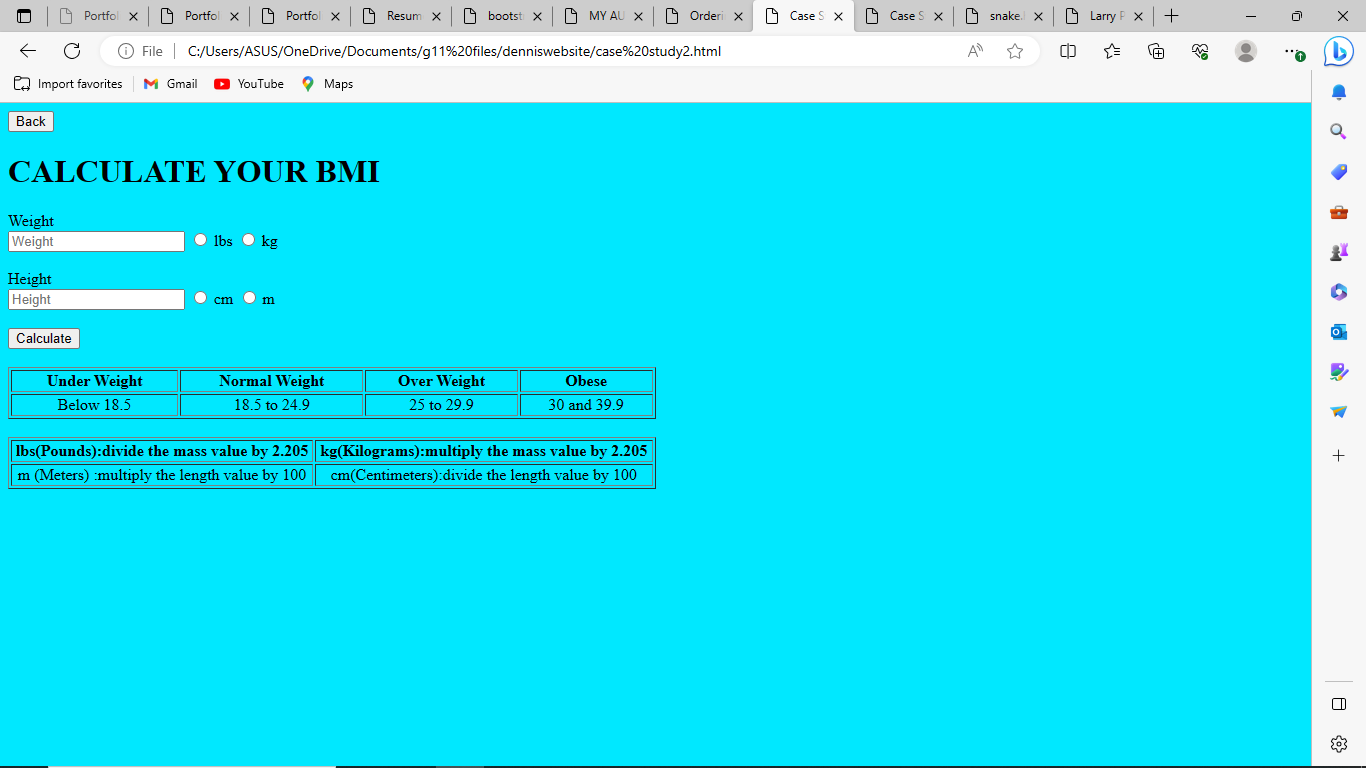 Portfol Portfol Portfol Resum bootst MY AU Orderi Case S Case S snake. Larry P
File C:/Users/ASUS/OneDrive/Documents/g11%20files/denniswebsite/case%20study2.html
Import favorites Gmail YouTube Maps
Back
CALCULATE YOUR BMI
Weight
Weight lbs kg
Height
Height cm m
Calculate
Under Weight Normal Weight Over Weight Obese
Below 18.5 18.5 to 24.9 25 to 29.9 30 and 39.9
lbs(Pounds):divide the mass value by 2.205 kg(Kilograms):multiply the mass value by 2.205
m (Meters) :multiply the length value by 100 cm(Centimeters):divide the length value by 100